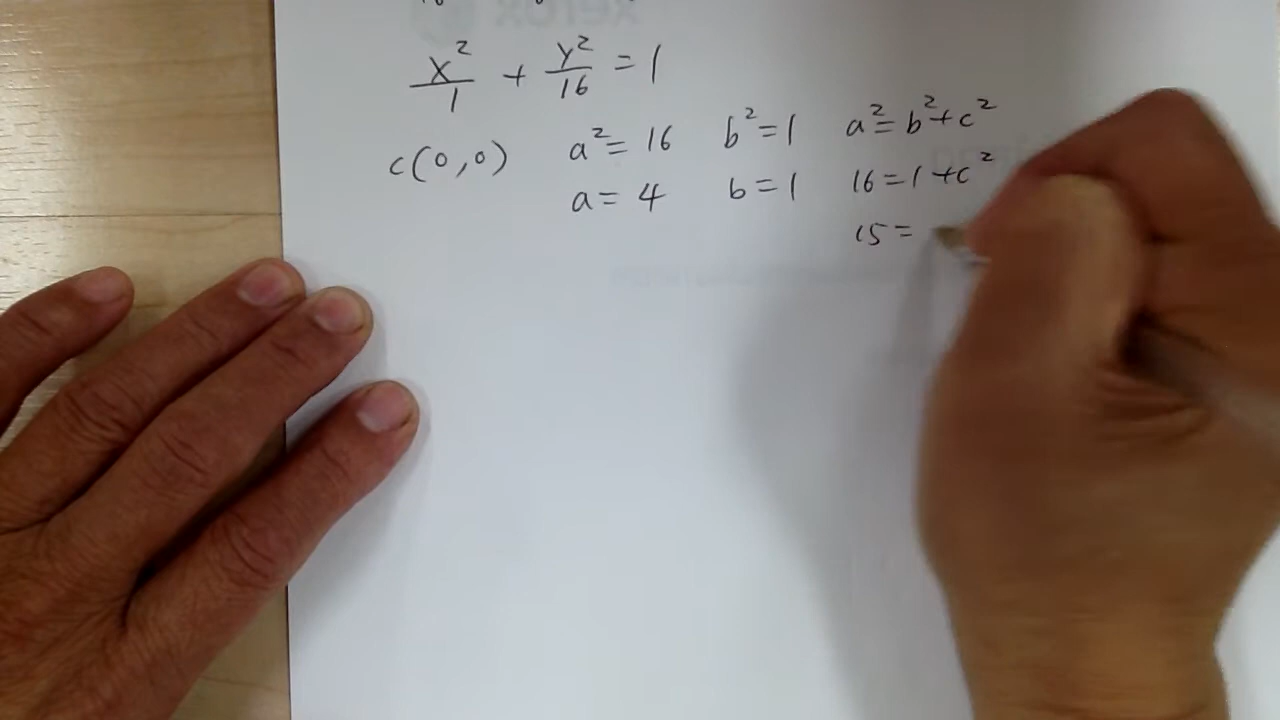 x²/1 + y²/16 = 1
c(0,0) a² = 16 b² = 1 a² = b² + c²
a = 4 b = 1 16 = 1 + c²
15 =